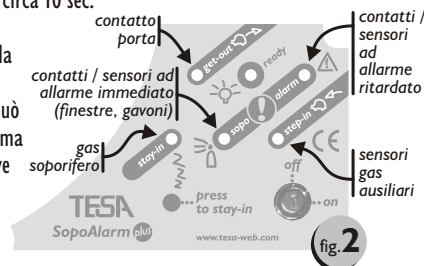 circa 10 sec.
la
può
ma
ve
contatto
porta
contatti / sensori ad
allarme immediato
(finestre, gavoni)
gas
soporifero
contatti /
sensori
ad
allarme
ritardato
sensori
gas
ausiliari
get-out
ready
alarm
sopo
step-in
stay-in
CE
off
on
press
to stay-in
TESA
SopoAlarm plus
www.tesa-web.com
fig.2